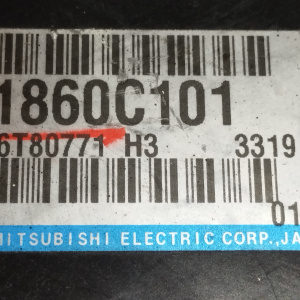 1860C101
6T80771 H3 3319
01
MITSUBISHI ELECTRIC CORP., JA